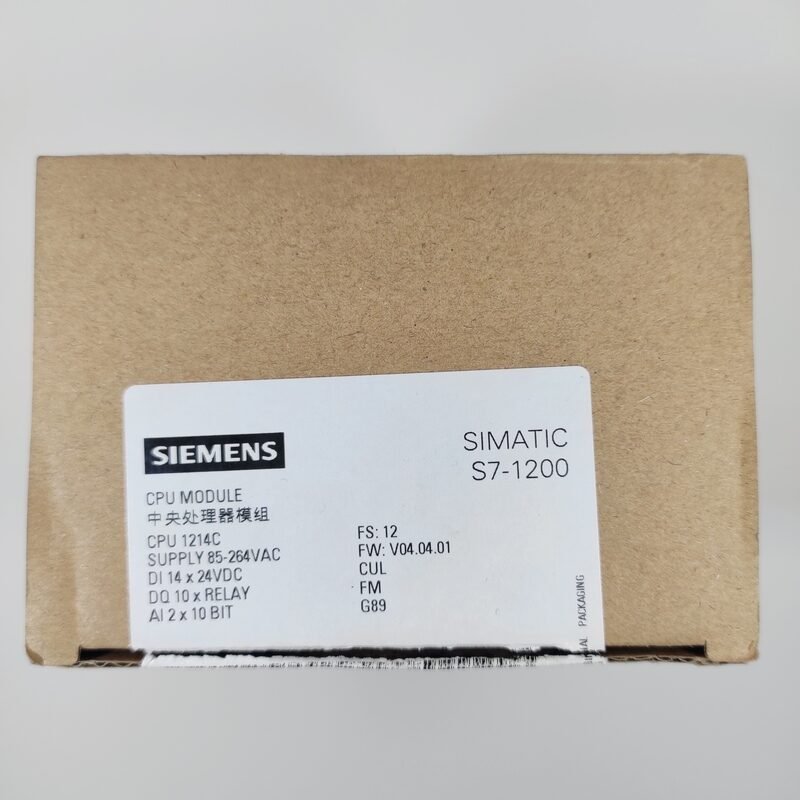 SIEMENS
SIMATIC
S7-1200
CPU MODULE
中央处理器模组
CPU 1214C
SUPPLY 85-264VAC
DI 14 x 24VDC
DQ 10 x RELAY
AI 2 x 10 BIT
FS: 12
FW: V04.04.01
CUL
FM
G89
PACKAGING